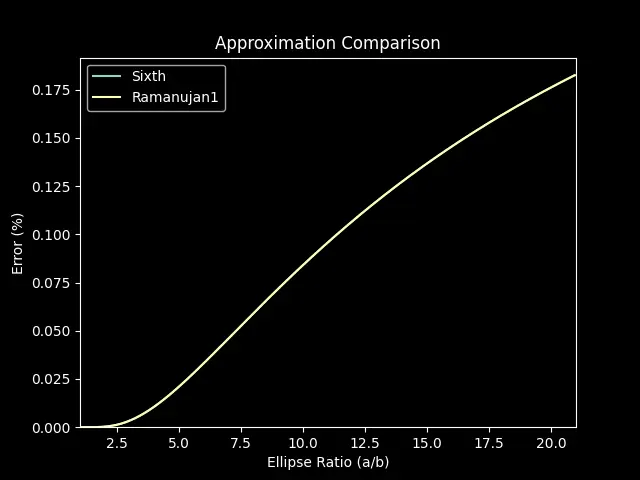 Approximation Comparison
Sixth
Ramanujan1
0.175
0.150
0.125
0.100
0.075
0.050
0.025
0.000
Error (%)
2.5 5.0 7.5 10.0 12.5 15.0 17.5 20.0
Ellipse Ratio (a/b)